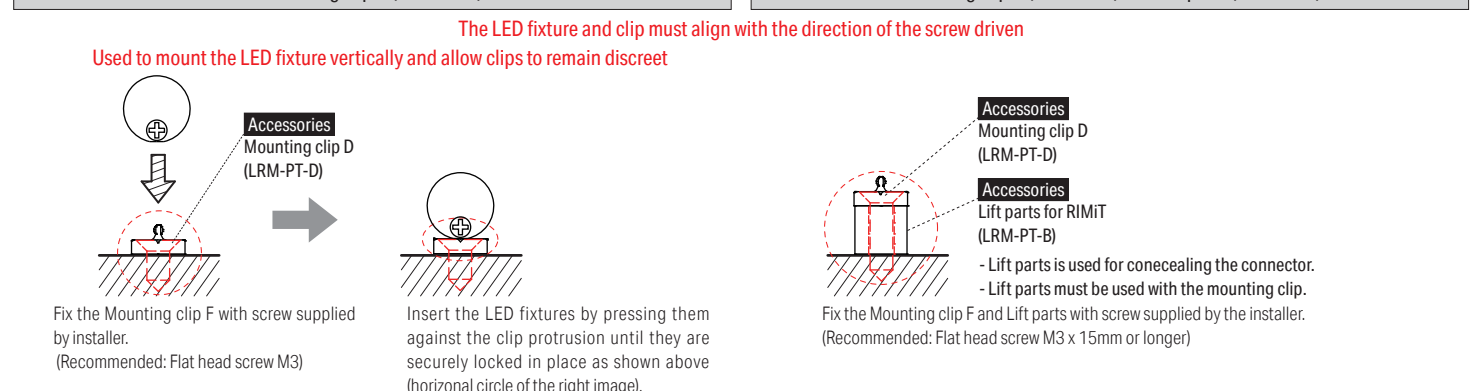 The LED fixture and clip must align with the direction of the screw driven
Used to mount the LED fixture vertically and allow clips to remain discreet
Accessories
Mounting clip D
(LRM-PT-D)
Fix the Mounting clip F with screw supplied
by installer.
(Recommended: Flat head screw M3)
Insert the LED fixtures by pressing them
against the clip protrusion until they are
securely locked in place as shown above
(horizonal circle of the right image).
Accessories
Mounting clip D
(LRM-PT-D)
Accessories
Lift parts for RIMiT
(LRM-PT-B)
- Lift parts is used for conecealing the connector.
- Lift parts must be used with the mounting clip.
Fix the Mounting clip F and Lift parts with screw supplied by the installer.
(Recommended: Flat head screw M3 x 15mm or longer)